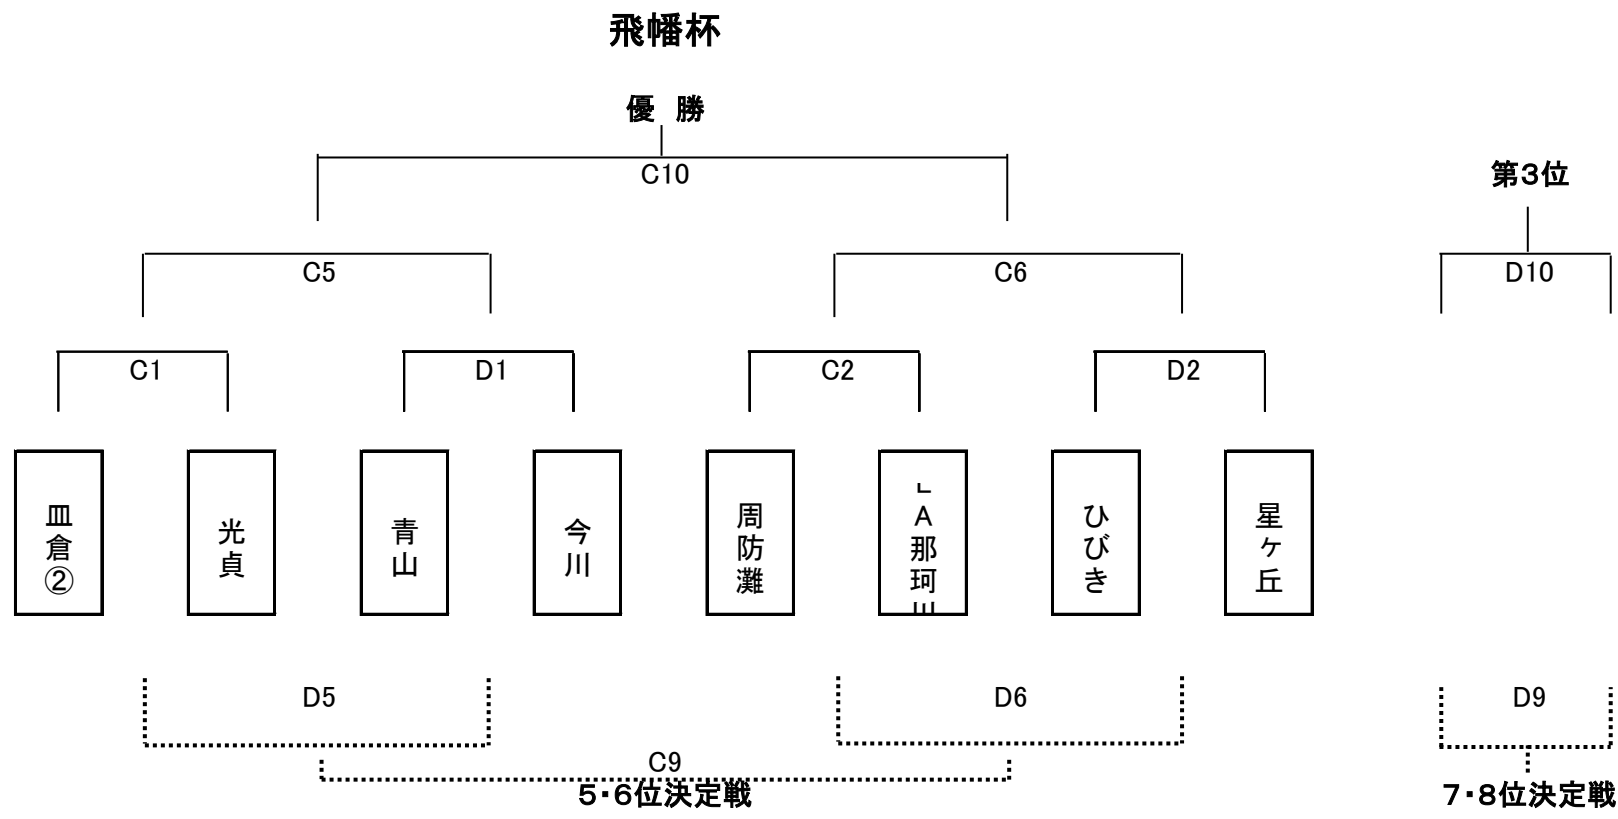 飛幡杯
優 勝
C10
第3位
C5
C6
D10
C1
D1
C2
D2
皿倉②
光貞
青山
今川
周防灘
LA那珂川
ひびき
星ヶ丘
D5
D6
D9
C9
5・6位決定戦
7・8位決定戦